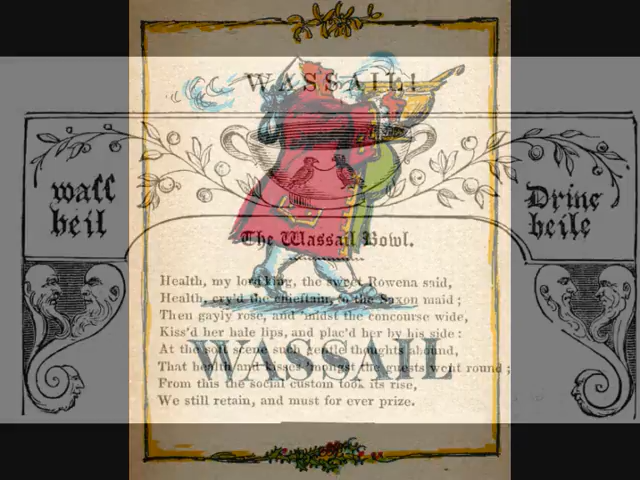 WASSAIL!
wass heil
Drinc heile
The Wassail Bowl.
Health, my lord king, the sweet Rowena said,
Health, cry'd the chieftain, to the Saxon maid;
Then gayly rose, and 'midst the concourse wide,
Kiss'd her hale lips, and plac'd her by his side:
At the soft scene such gentle thoughts abound,
That health and kisses 'mongst the guests went round;
From this the social custom took its rise,
We still retain, and must for ever prize.
WASSAIL